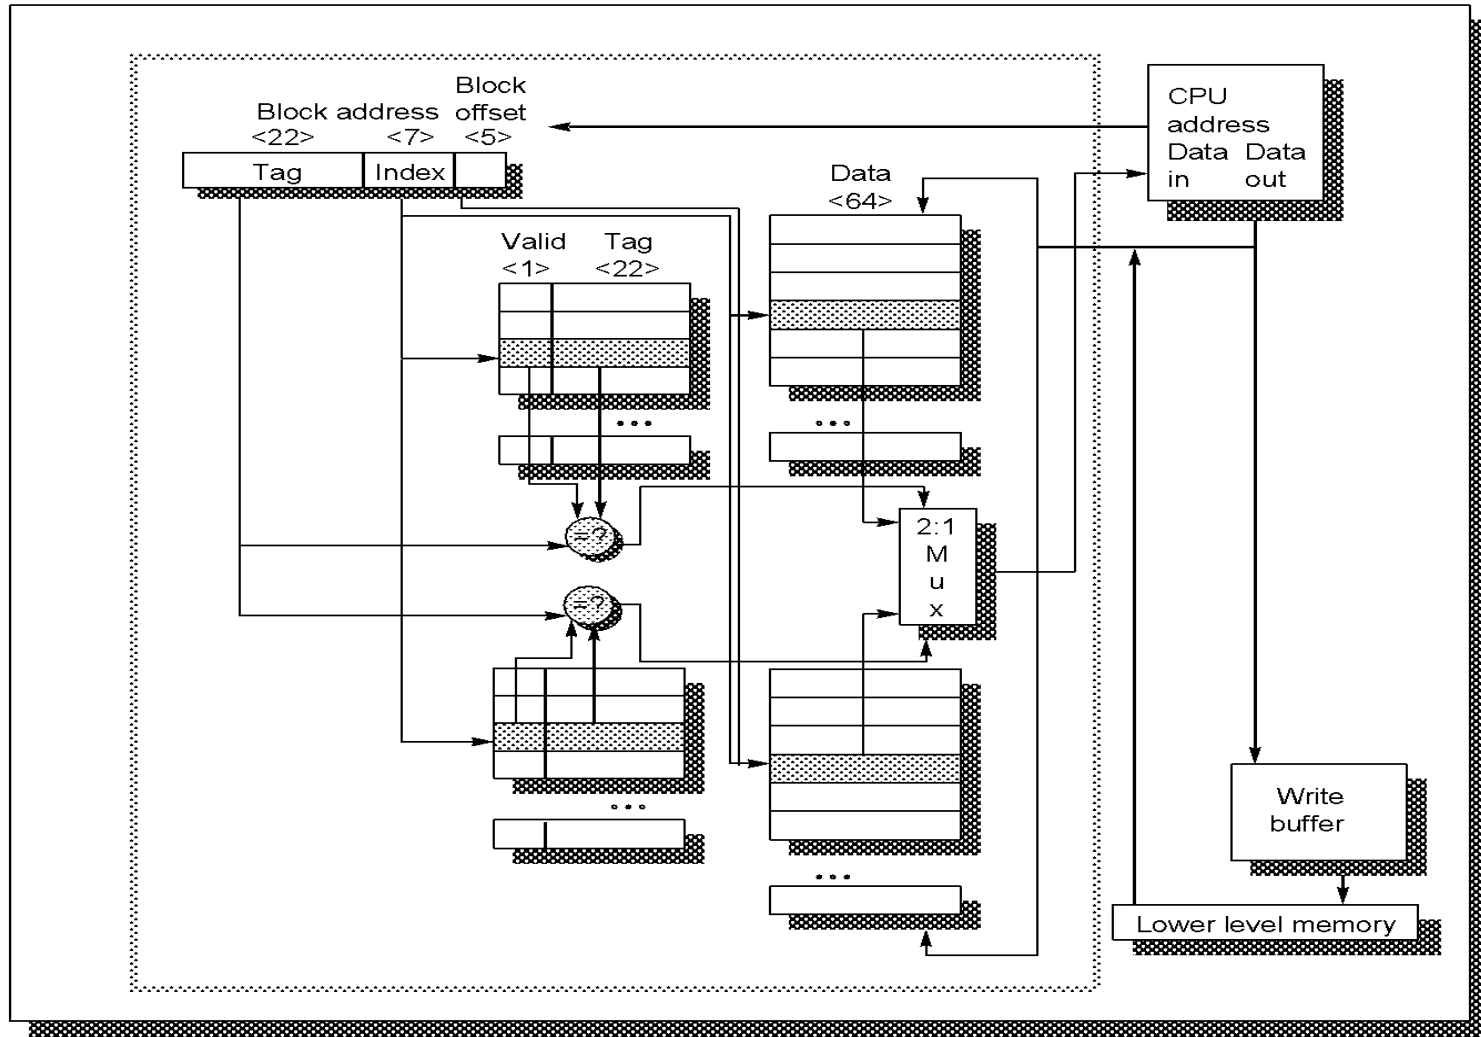 Block address
Block
offset
<22>
<7>
<5>
Tag
Index
CPU
address
Data Data
in out
Data
<64>
Valid Tag
<1> <22>
• • •
• • •
=?
2:1
M
u
x
=?
• • •
• • •
Write
buffer
Lower level memory